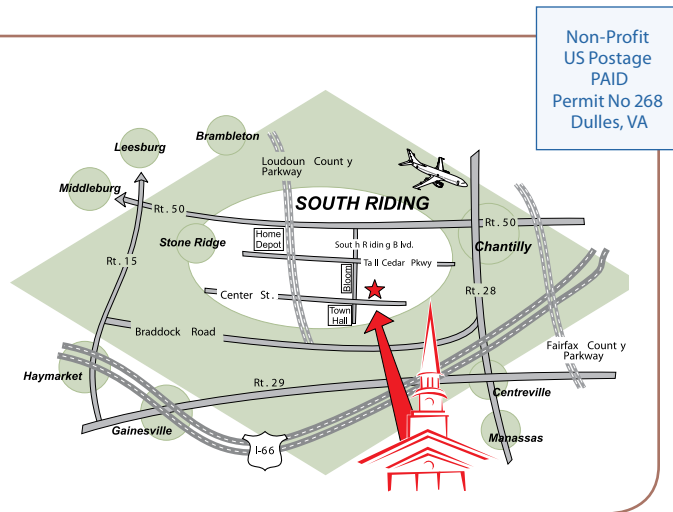 Non-Profit
US Postage
PAID
Permit No 268
Dulles, VA
Brambleton
Leesburg
Loudoun County
Parkway
Middleburg
SOUTH RIDING
Rt. 50
Rt. 50
Home
Depot
Stone Ridge
South Riding Blvd.
Chantilly
Rt. 15
Tall Cedar Pkwy
Bloom
Center St.
Rt. 28
Town
Hall
Braddock Road
Fairfax County
Parkway
Haymarket
Rt. 29
Centreville
Gainesville
Manassas
I-66